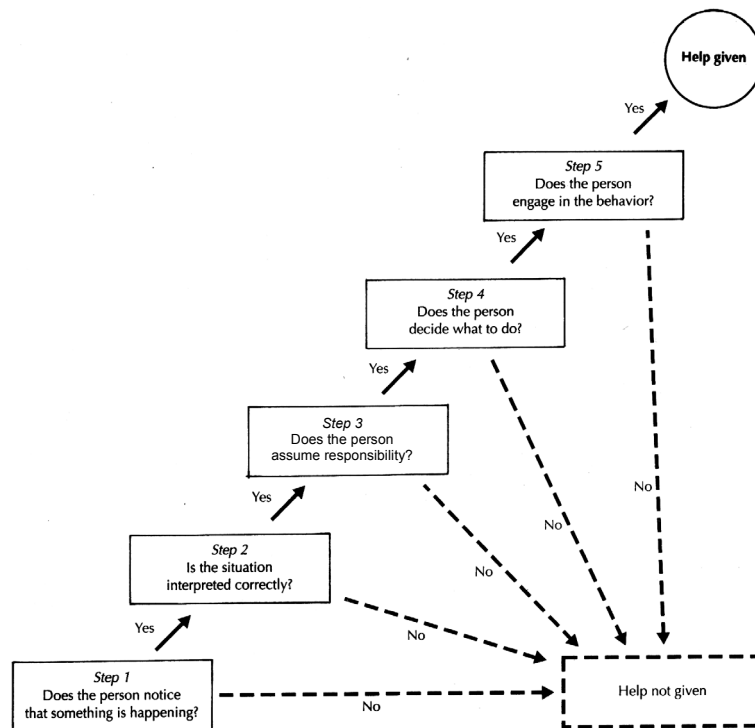 Help given
Yes
Step 5
Does the person
engage in the behavior?
Yes
Step 4
Does the person
decide what to do?
Yes
Step 3
Does the person
assume responsibility?
No
Yes
No
Step 2
Is the situation
interpreted correctly?
No
Yes
No
Step 1
Does the person notice
that something is happening?
No
Help not given